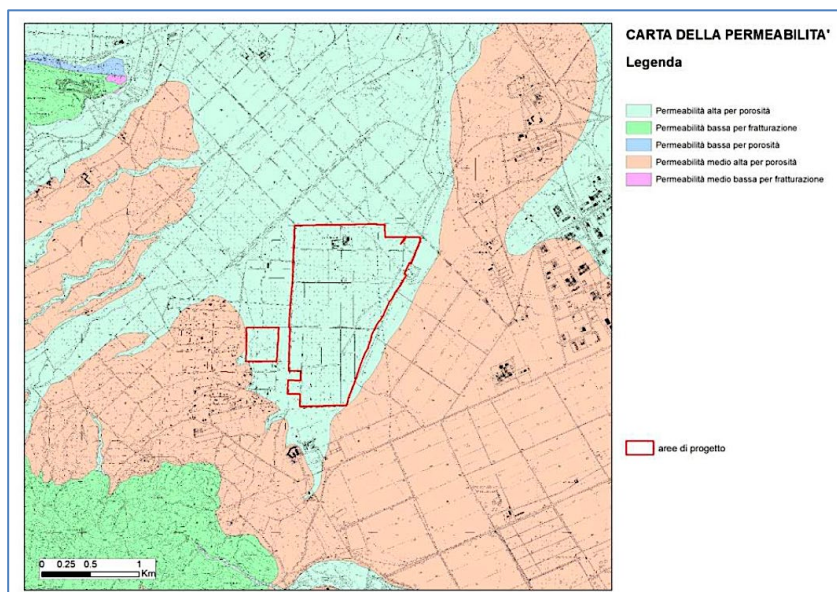 CARTA DELLA PERMEABILITA'
Legenda
Permeabilità alta per porosità
Permeabilità bassa per fratturazione
Permeabilità bassa per porosità
Permeabilità medio alta per porosità
Permeabilità medio bassa per fratturazione
aree di progetto
0 0.25 0.5 1
Km